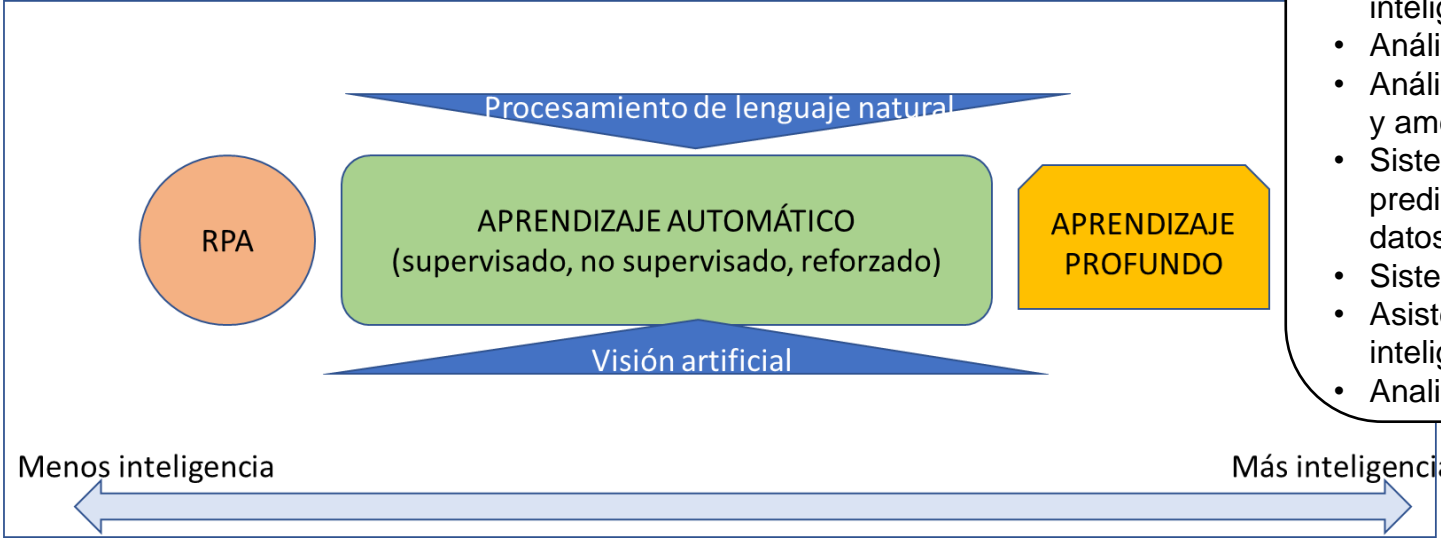 Procesamiento de lenguaje natural
RPA
APRENDIZAJE AUTOMÁTICO
(supervisado, no supervisado, reforzado)
APRENDIZAJE
PROFUNDO
Visión artificial
Menos inteligencia
Más inteligencia
•
•
y
•
•
•
•